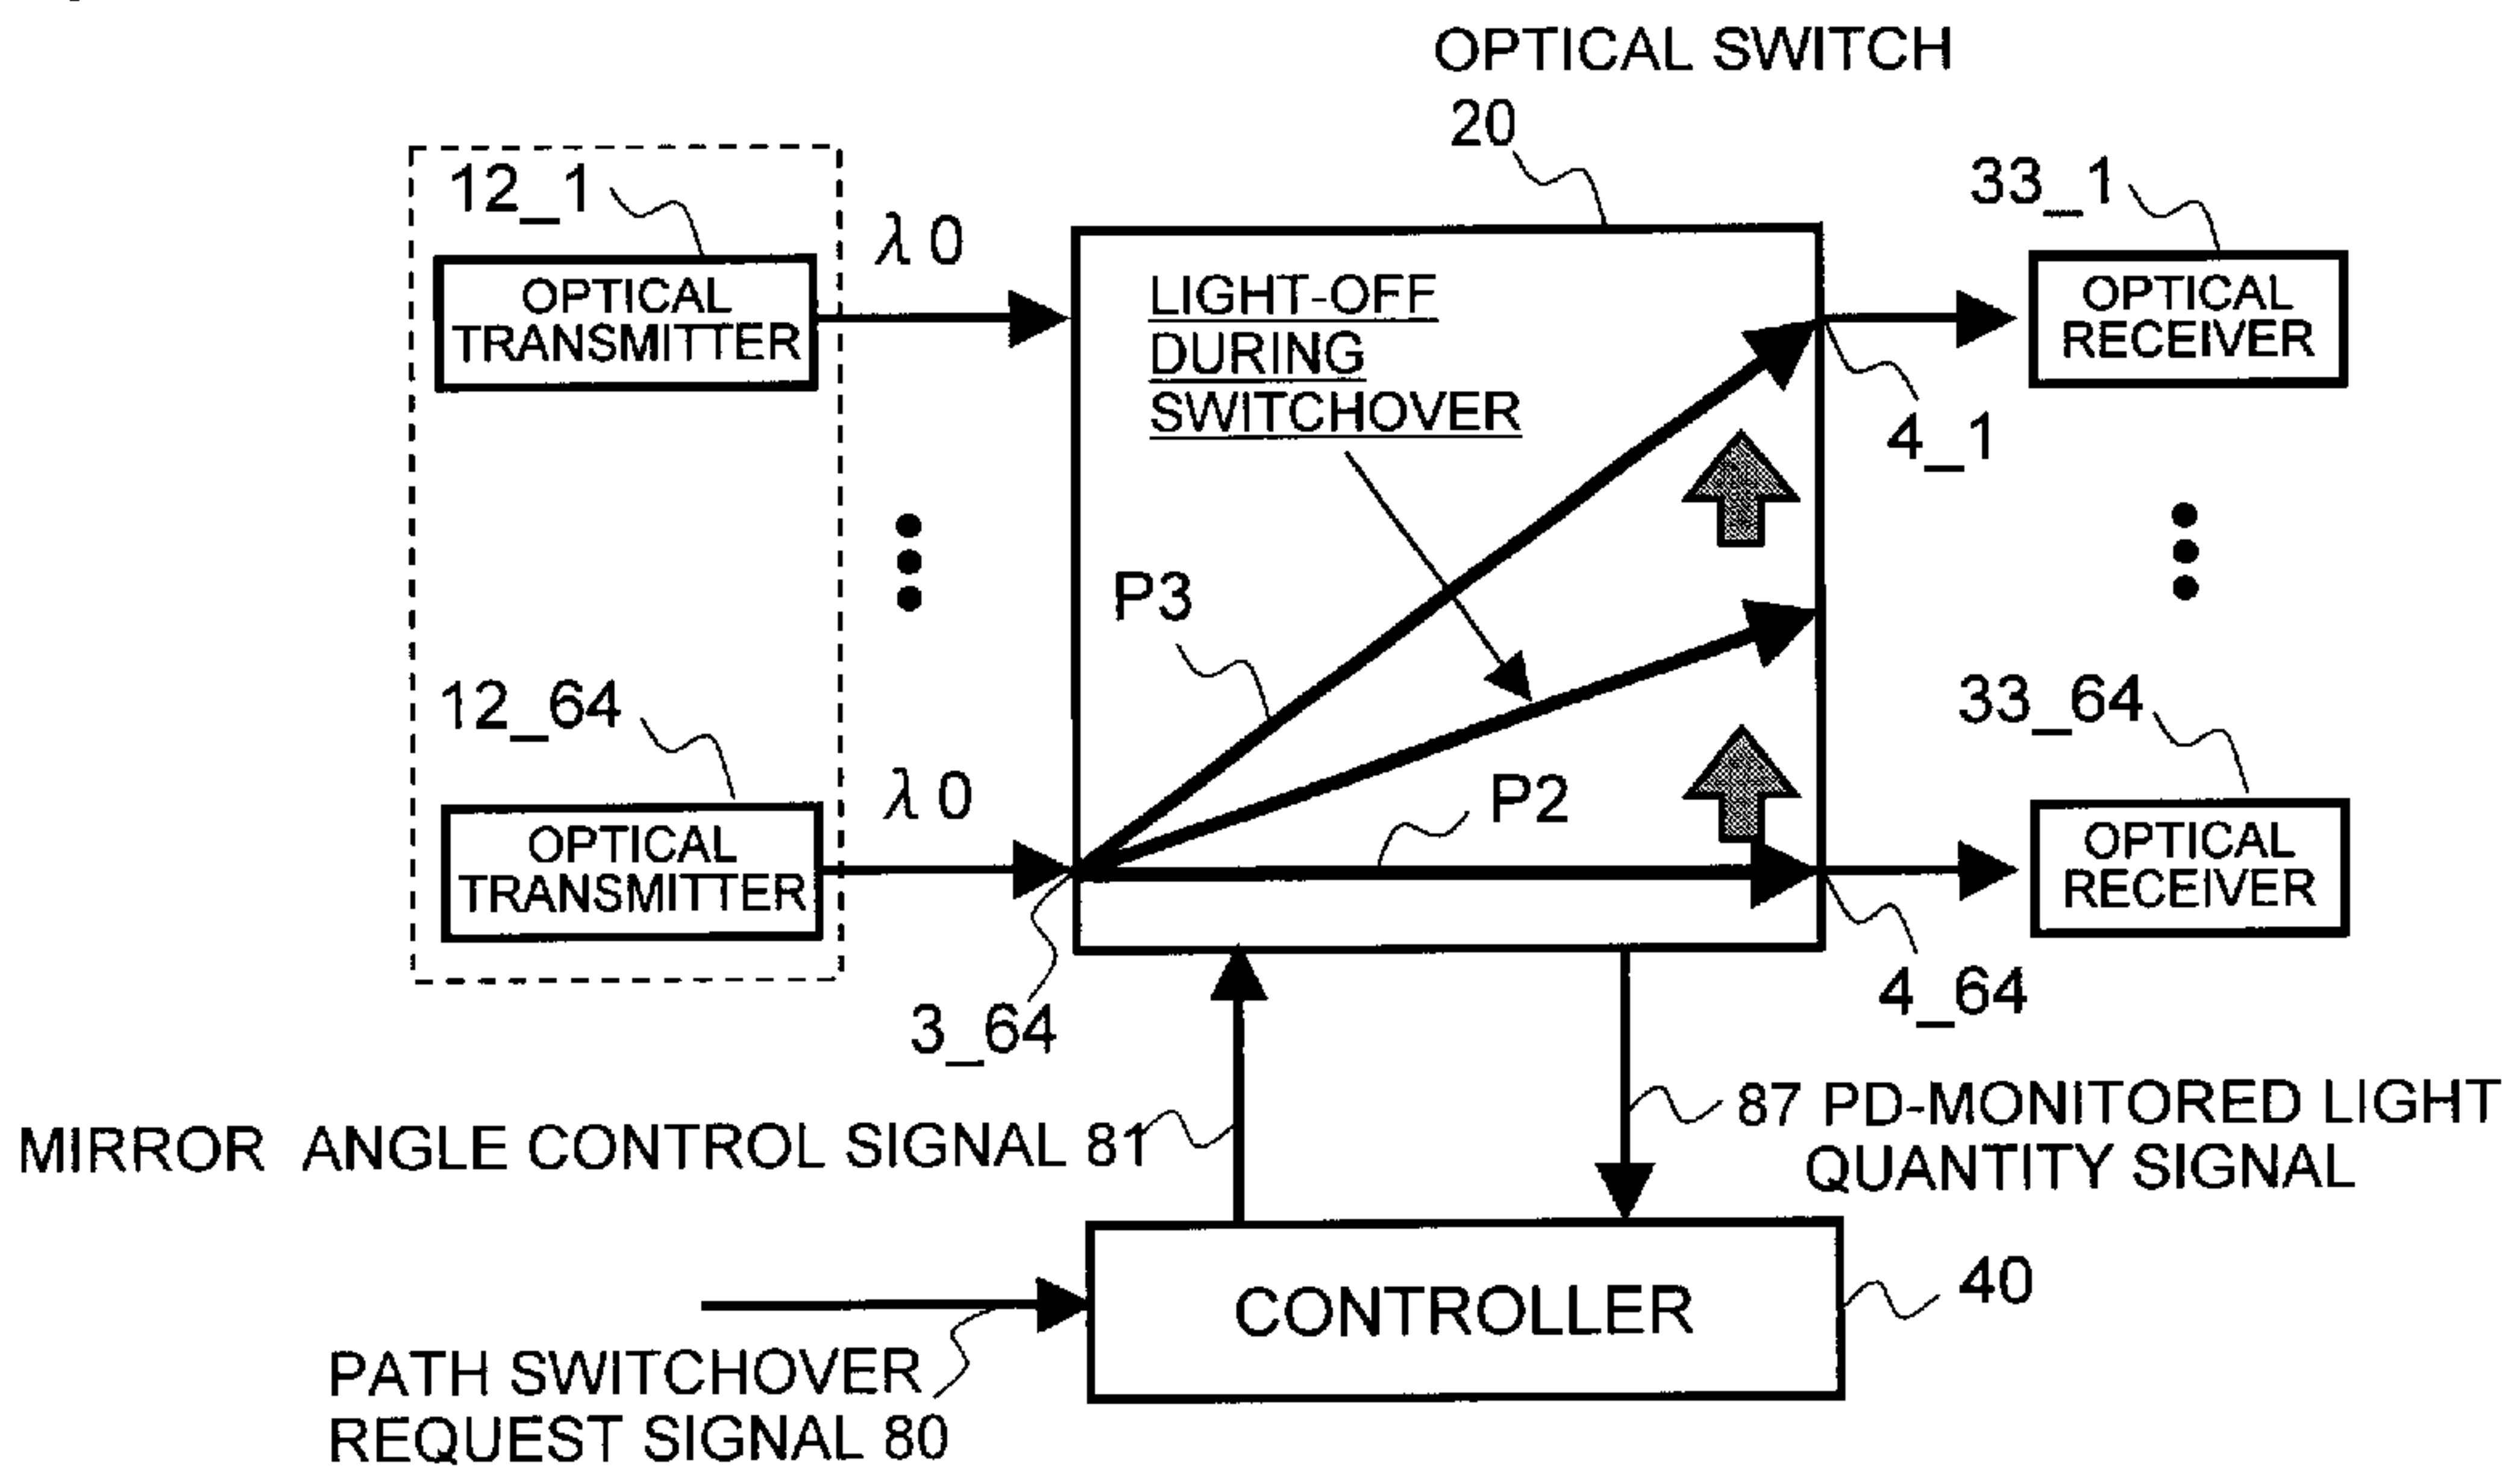 OPTICAL SWITCH
20
12_1
λ0
33_1
OPTICAL
TRANSMITTER
LIGHT-OFF
DURING
SWITCHOVER
OPTICAL
RECEIVER
4_1
P3
12_64
λ0
P2
33_64
OPTICAL
TRANSMITTER
OPTICAL
RECEIVER
3_64
4_64
MIRROR ANGLE CONTROL SIGNAL 81
87 PD-MONITORED LIGHT
QUANTITY SIGNAL
CONTROLLER
40
PATH SWITCHOVER
REQUEST SIGNAL 80